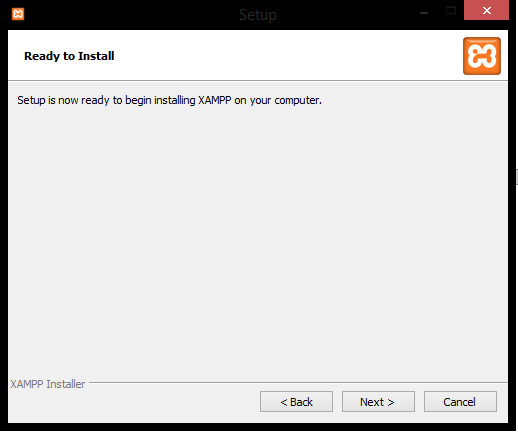 Setup
Ready to Install
Setup is now ready to begin installing XAMPP on your computer.
XAMPP Installer
< Back
Next >
Cancel